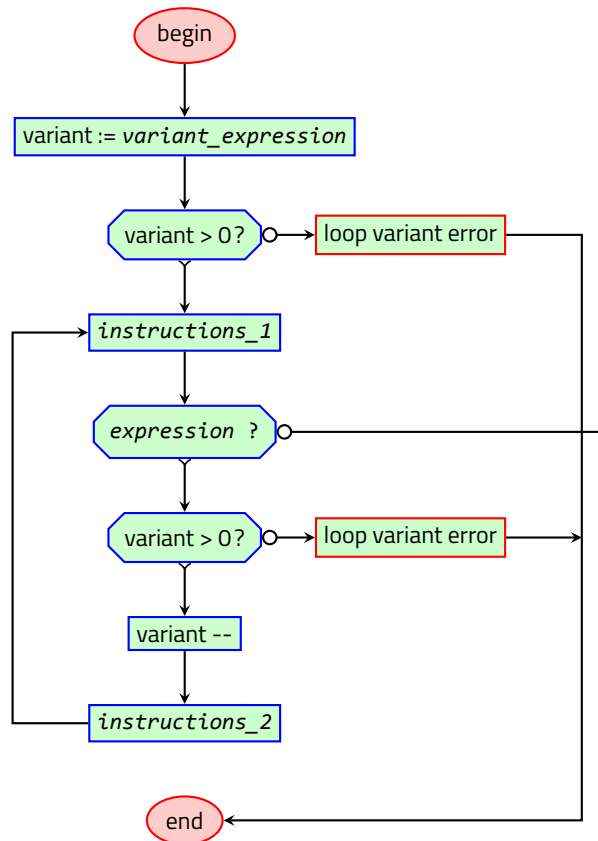 begin
variant := variant_expression
variant > 0?
loop variant error
instructions_1
expression ?
variant > 0?
loop variant error
variant --
instructions_2
end